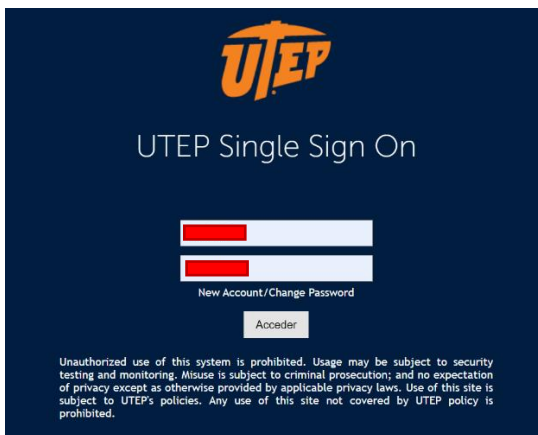 UTEP
UTEP Single Sign On
New Account/Change Password
Acceder
Unauthorized use of this system is prohibited. Usage may be subject to security
testing and monitoring. Misuse is subject to criminal prosecution; and no expectation
of privacy except as otherwise provided by applicable privacy laws. Use of this site is
subject to UTEP's policies. Any use of this site not covered by UTEP policy is
prohibited.